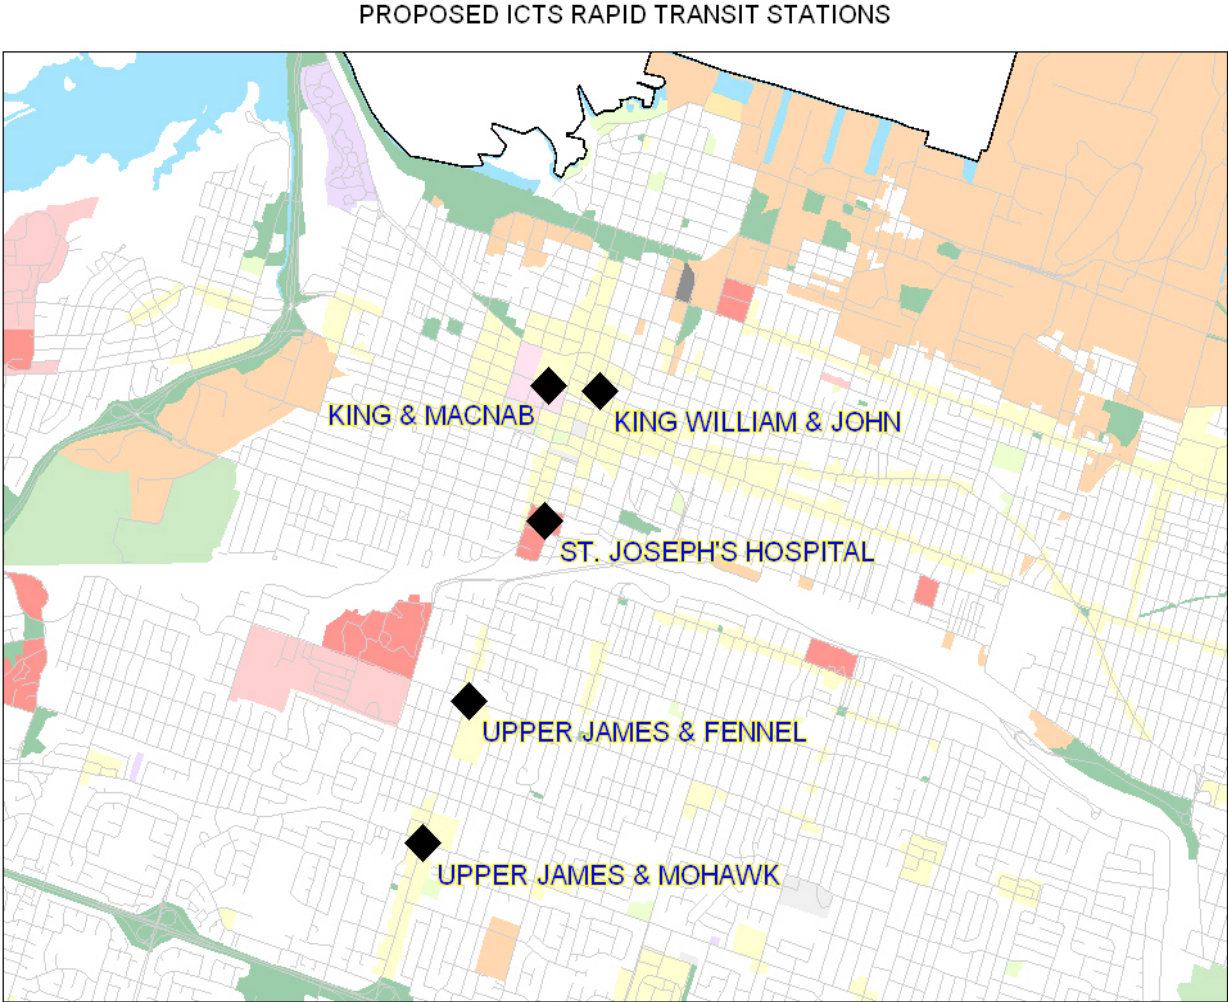 PROPOSED ICTS RAPID TRANSIT STATIONS
KING & MACNAB
KING WILLIAM & JOHN
ST. JOSEPH'S HOSPITAL
UPPER JAMES & FENNEL
UPPER JAMES & MOHAWK